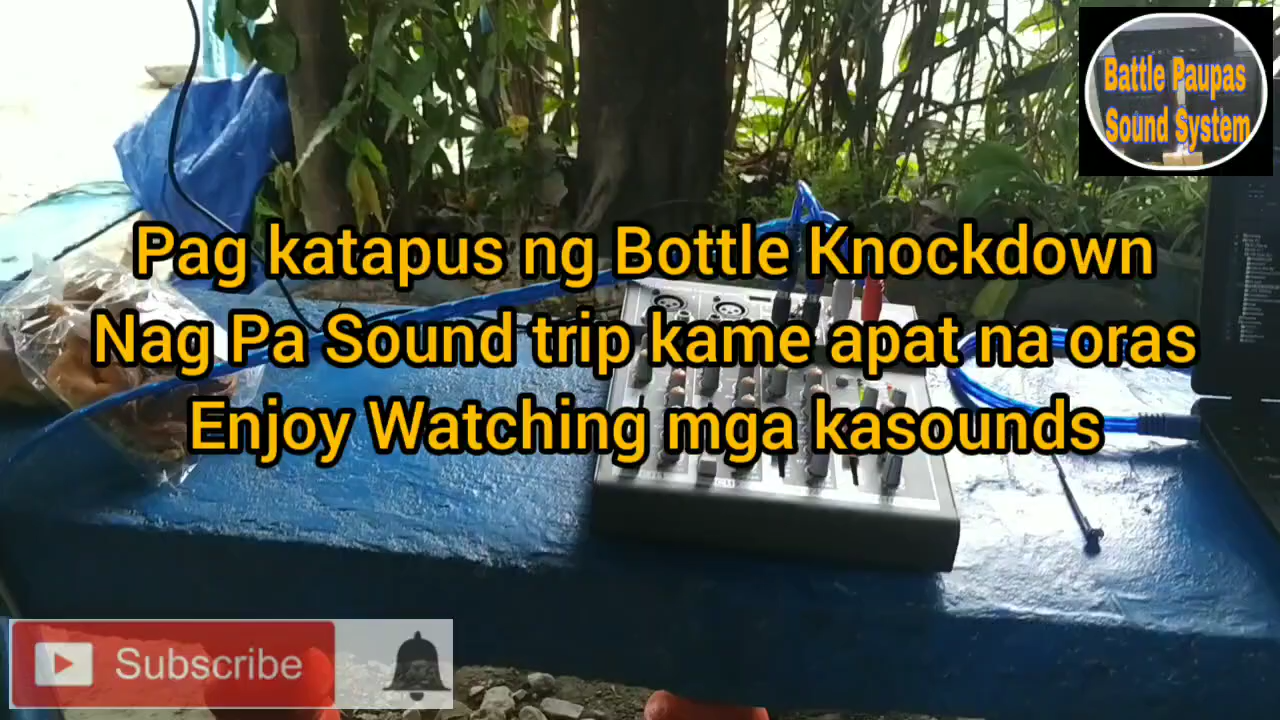 Battle Paupas
Sound System
Pag katapus ng Bottle Knockdown
Nag Pa Sound trip kame apat na oras
Enjoy Watching mga kasounds
Subscribe